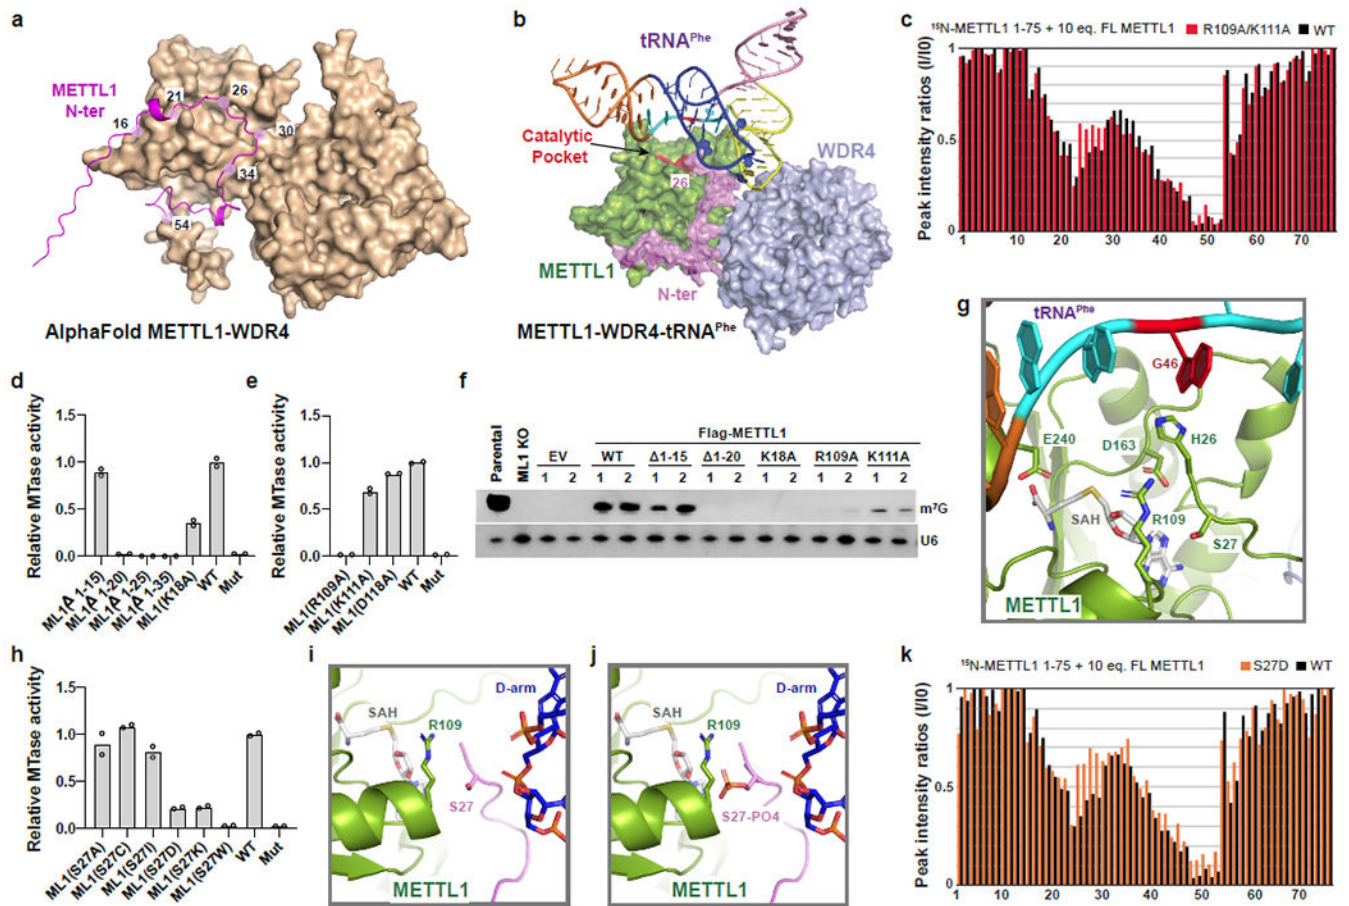 a
METTL1
N-ter
16
21
26
30
34
54
AlphaFold METTL1-WDR4
b
tRNAPhe
Catalytic
Pocket
26
WDR4
METTL1
N-ter
METTL1-WDR4-tRNAPhe
c
¹⁵N-METTL1 1-75 + 10 eq. FL METTL1 R109A/K111A WT
Peak intensity ratios (I/I0)
1
0.5
0
1 10 20 30 40 50 60 70
d
Relative MTase activity
1.5
1.0
0.5
0.0
ML1(Δ 1-15)
ML1(Δ 1-20)
ML1(Δ 1-25)
ML1(Δ 1-35)
ML1(K18A)
WT
Mut
e
Relative MTase activity
1.5
1.0
0.5
0.0
ML1(R109A)
ML1(K111A)
ML1(D118A)
WT
Mut
f
Flag-METTL1
Parental
ML1 KO
EV WT Δ1-15 Δ1-20 K18A R109A K111A
1 2 1 2 1 2 1 2 1 2 1 2 1 2
m⁷G
U6
g
tRNAPhe
G46
E240
D163
H26
SAH
R109
S27
METTL1
h
Relative MTase activity
1.5
1.0
0.5
0.0
ML1(S27A)
ML1(S27C)
ML1(S27I)
ML1(S27D)
ML1(S27K)
ML1(S27W)
WT
Mut
i
D-arm
SAH
R109
S27
METTL1
j
D-arm
SAH
R109
S27-PO4
METTL1
k
¹⁵N-METTL1 1-75 + 10 eq. FL METTL1 S27D WT
Peak intensity ratios (I/I0)
1
0.5
0
1 10 20 30 40 50 60 70